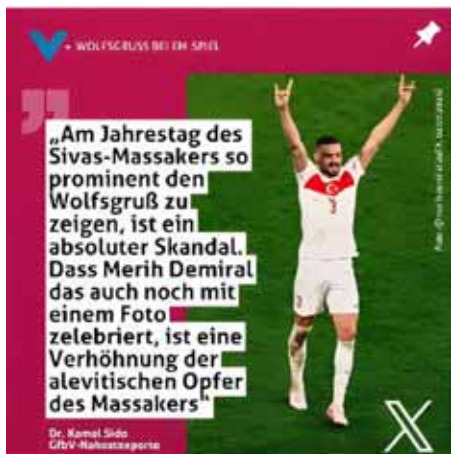 WOLFSGRUSS BEI EM-SPIEL
„Am Jahrestag des
Sivas-Massakers so
prominent den
Wolfsgruß zu
zeigen, ist ein
absoluter Skandal.
Dass Merih Demiral
das auch noch mit
einem Foto
zelebriert, ist eine
Verhöhnung der
alevitischen Opfer
des Massakers“
Dr. Kamal Sido
GfbV-Nahostexperte